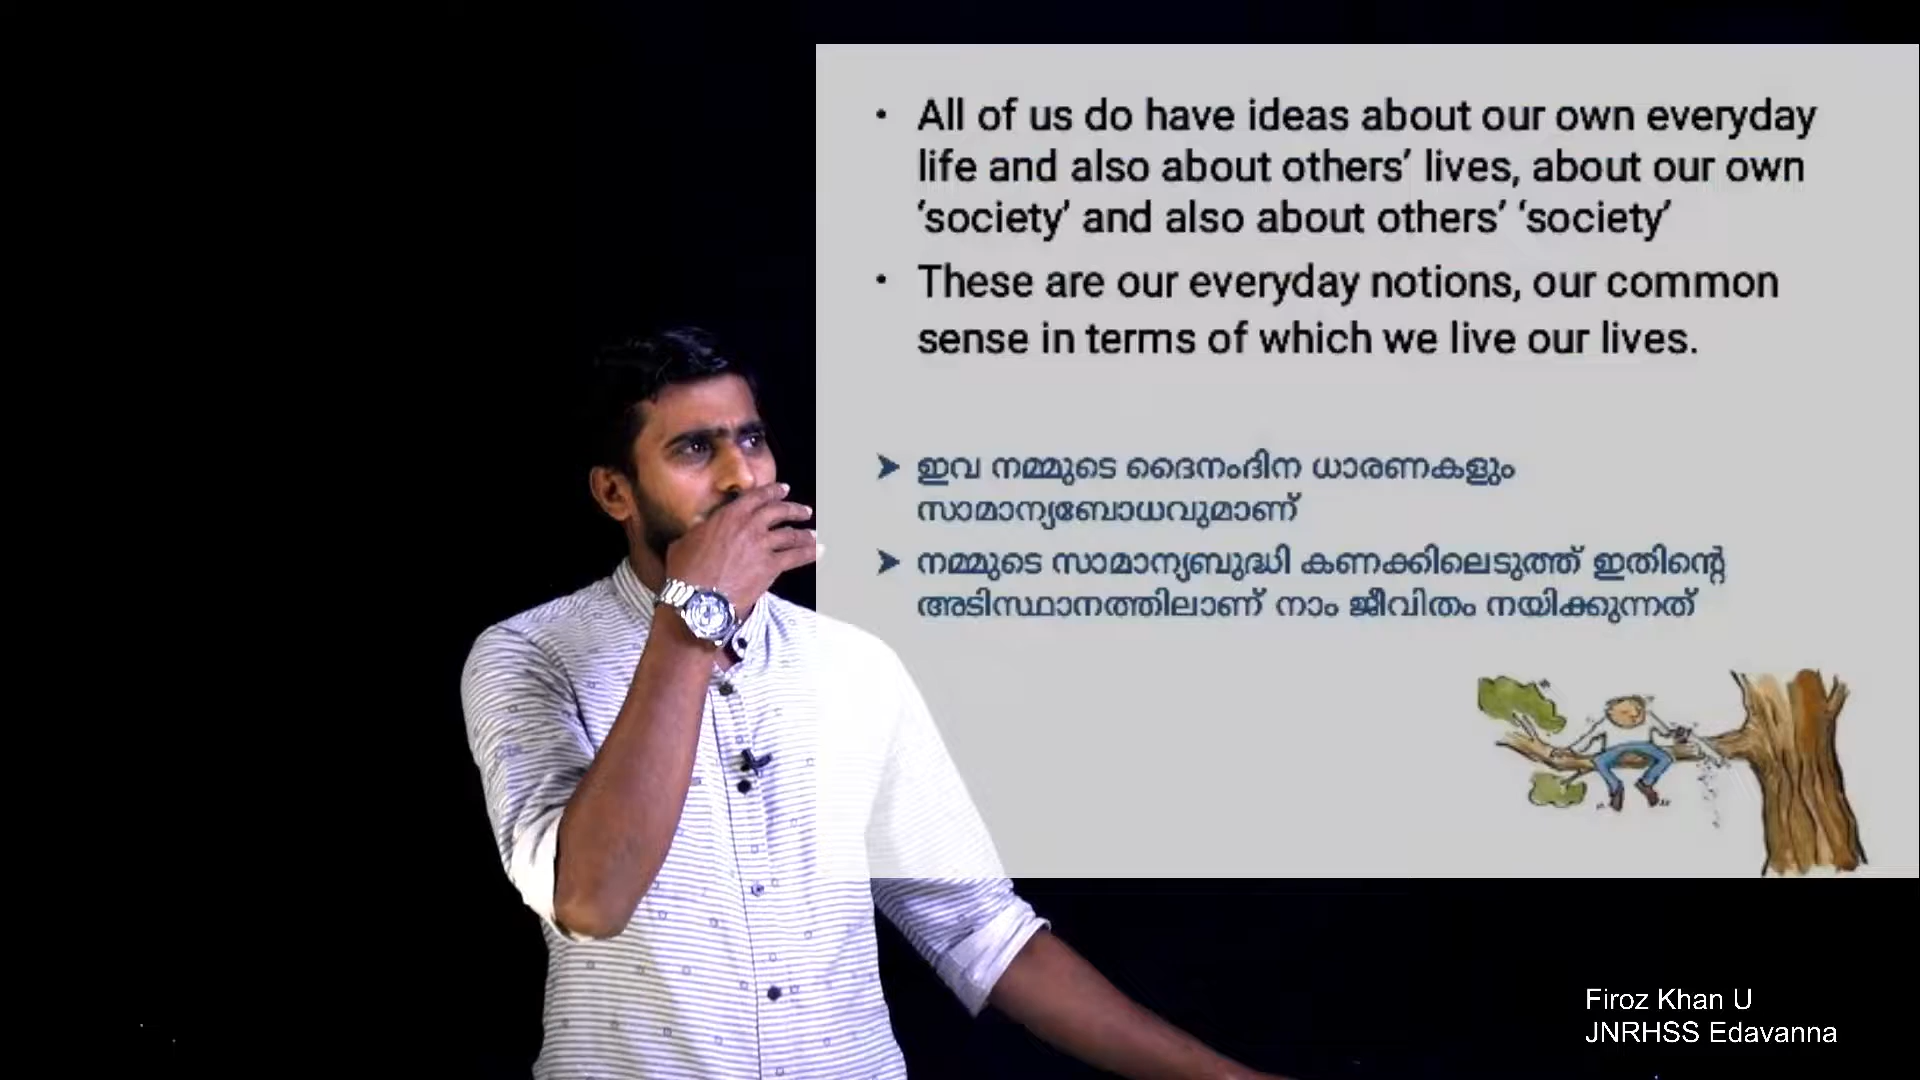 • All of us do have ideas about our own everyday
life and also about others’ lives, about our own
‘society’ and also about others’ ‘society’
• These are our everyday notions, our common
sense in terms of which we live our lives.
➤ ഇവ നമ്മുടെ ദൈനംദിന ധാരണകളും
സാമാന്യബോധവുമാണ്
➤ നമ്മുടെ സാമാന്യബുദ്ധി കണക്കിലെടുത്ത് ഇതിന്റെ
അടിസ്ഥാനത്തിലാണ് നാം ജീവിതം നയിക്കുന്നത്
Firoz Khan U
JNRHSS Edavanna